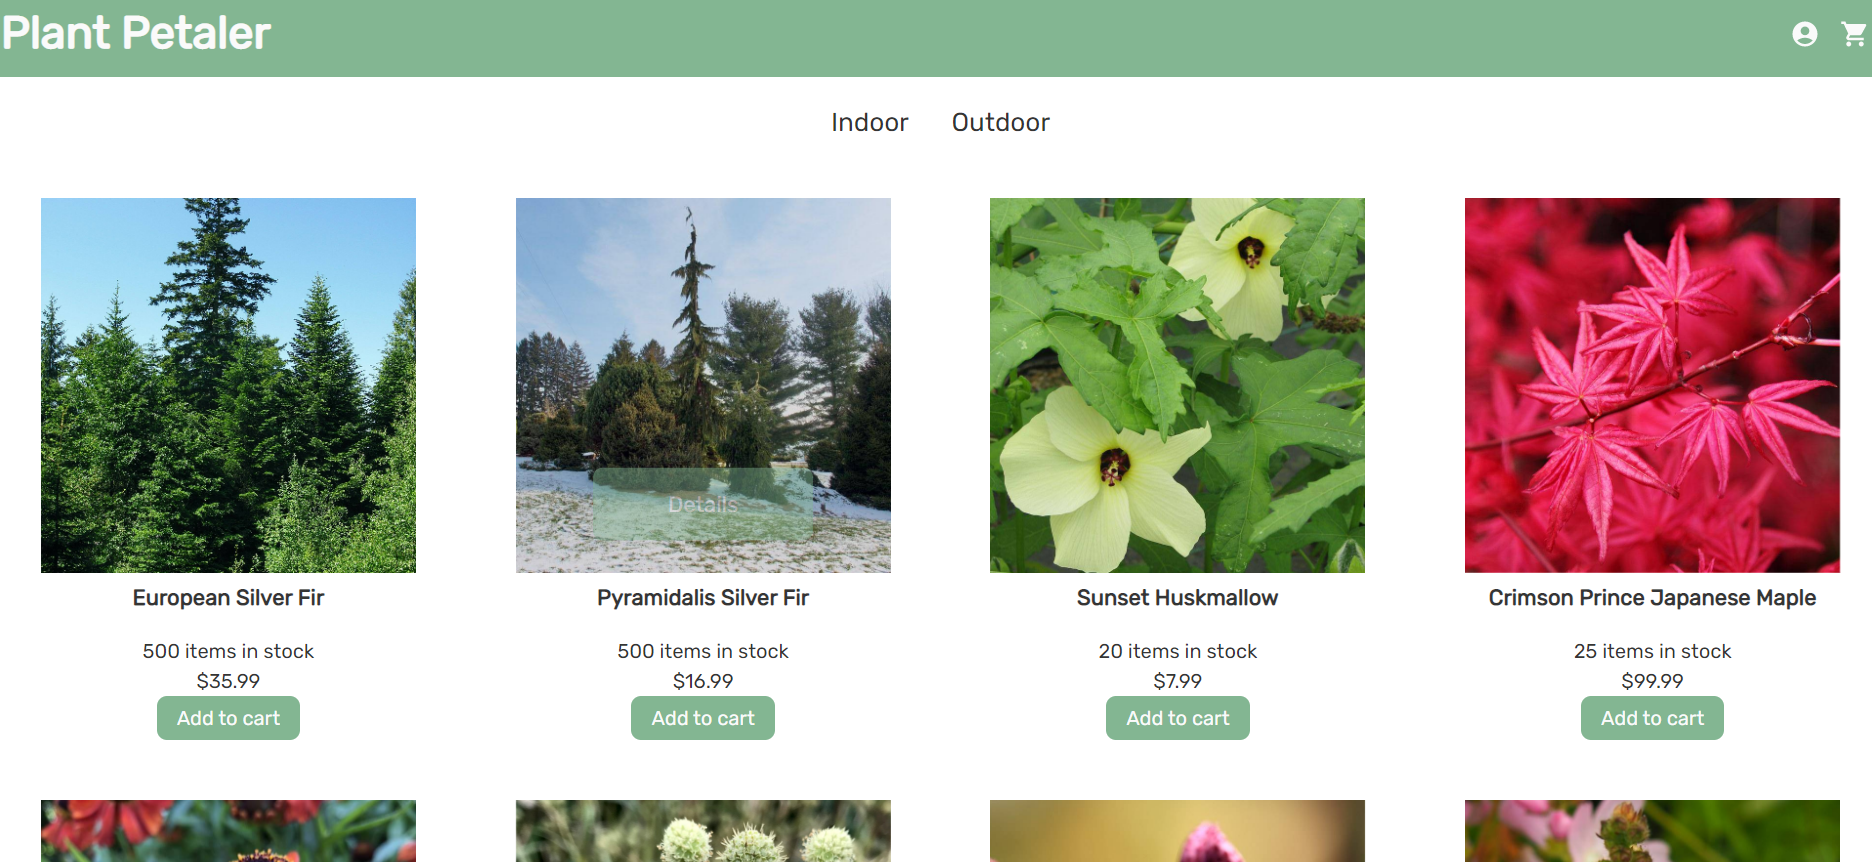 Plant Petaler
Indoor Outdoor
Details
European Silver Fir
500 items in stock
$35.99
Add to cart
Pyramidalis Silver Fir
500 items in stock
$16.99
Add to cart
Sunset Huskmallow
20 items in stock
$7.99
Add to cart
Crimson Prince Japanese Maple
25 items in stock
$99.99
Add to cart